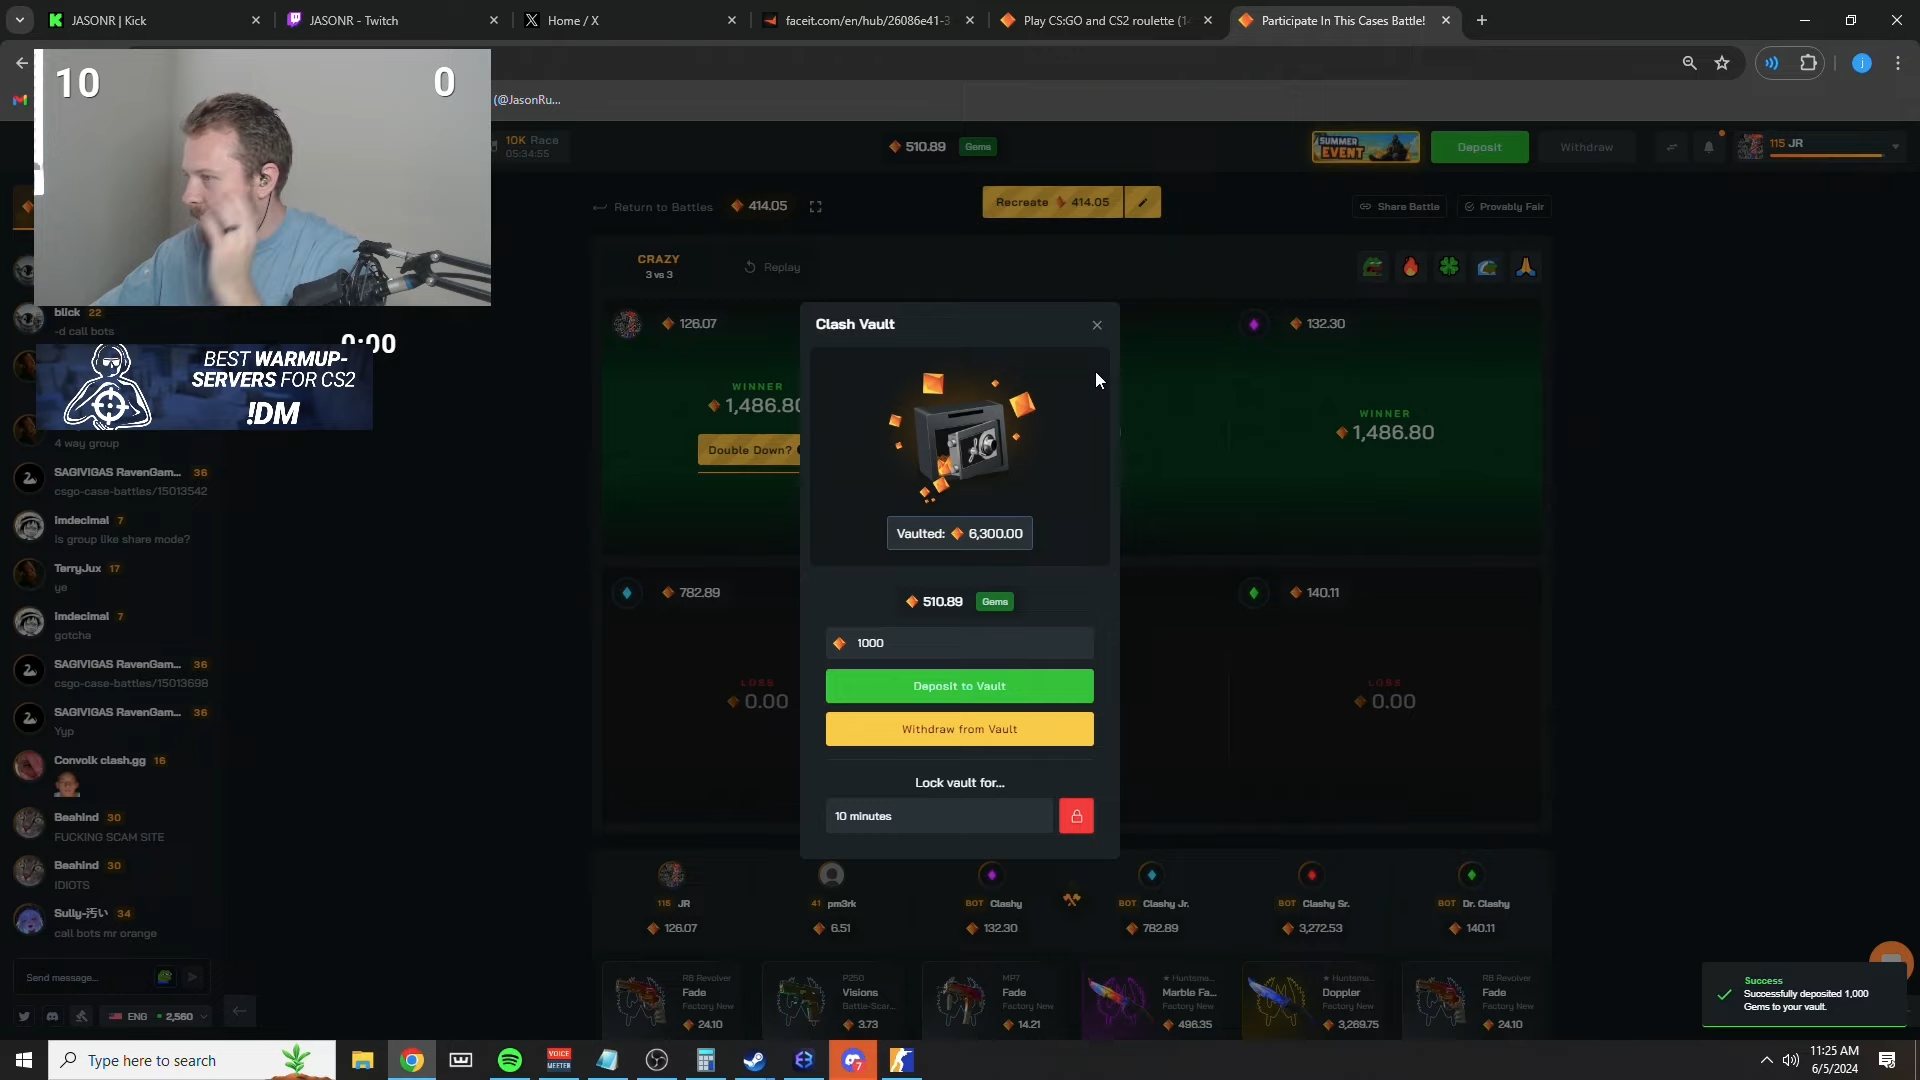 JASONR | Kick
JASONR - Twitch
Home / X
faceit.com/en/hub/26086e41-3
Play CS:GO and CS2 roulette (1
Participate In This Cases Battle!
10
0
(@JasonRu...
j
10K Race
05:34:55
510.89 Gems
SUMMER
EVENT
Deposit
Withdraw
115 JR
Return to Battles
414.05
Recreate 414.05
Share Battle
Provably Fair
CRAZY
3 vs 3
Replay
126.07
132.30
WINNER
1,486.80
Double Down?
WINNER
1,486.80
782.89
140.11
LOSS
0.00
LOSS
0.00
Clash Vault
Vaulted: 6,300.00
510.89 Gems
1000
Deposit to Vault
Withdraw from Vault
Lock vault for...
10 minutes
blick 22
-d call bots
0:00
BEST WARMUP-
SERVERS FOR CS2
!DM
4 way group
SAGIVIGAS RavenGam... 36
csgo-case-battles/15013542
imdecimal 7
Is group like share mode?
TerryJux 17
ye
imdecimal 7
gotcha
SAGIVIGAS RavenGam... 36
csgo-case-battles/15013698
SAGIVIGAS RavenGam... 36
Yyp
Convolk clash.gg 16
Beahind 30
FUCKING SCAM SITE
Beahind 30
IDIOTS
Sully-汚い 34
call bots mr orange
Send message...
ENG 2,560
115 JR
126.07
41 pm3rk
6.51
BOT Clashy
132.30
BOT Clashy Jr.
782.89
BOT Clashy Sr.
3,272.53
BOT Dr. Clashy
140.11
R8 Revolver
Fade
Factory New
24.10
P250
Visions
Battle-Scar...
3.73
MP7
Fade
Factory New
14.21
★ Huntsma...
Marble Fa...
Factory New
496.35
★ Huntsma...
Doppler
Factory New
3,269.75
R8 Revolver
Fade
Factory New
24.10
Success
Successfully deposited 1,000
Gems to your vault.
Type here to search
VOICE
MEETER
7
11:25 AM
6/5/2024